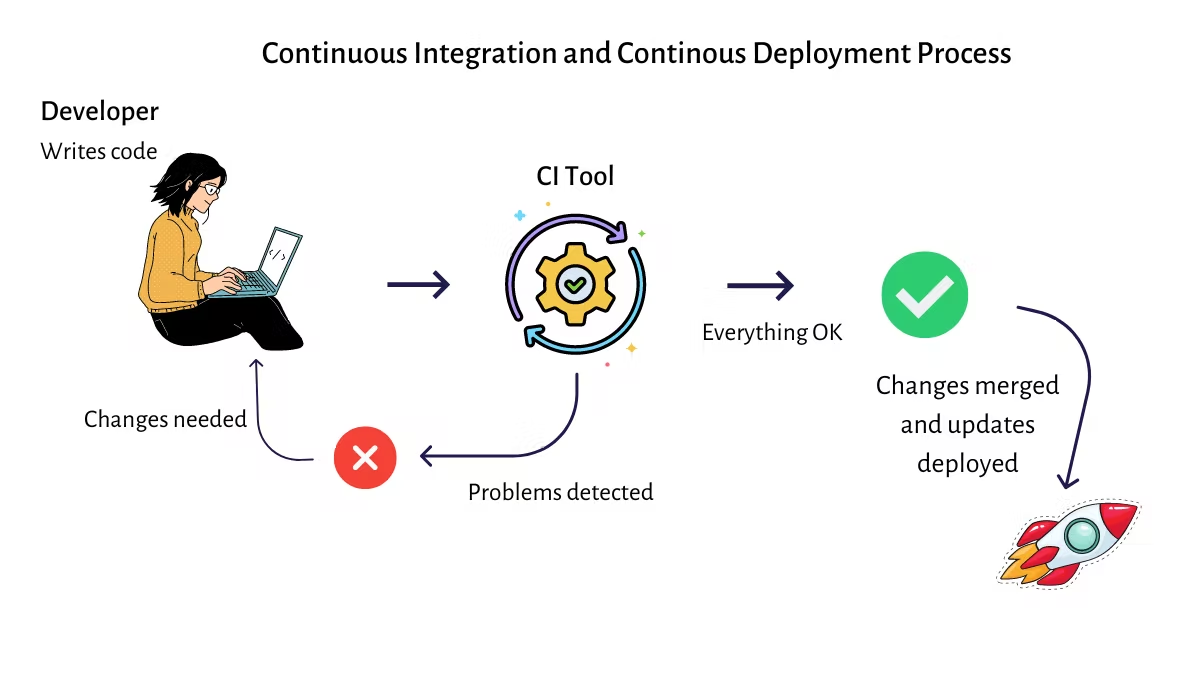 Continuous Integration and Continous Deployment Process
Developer
Writes code
</>
CI Tool
Everything OK
Changes merged
and updates
deployed
Changes needed
Problems detected